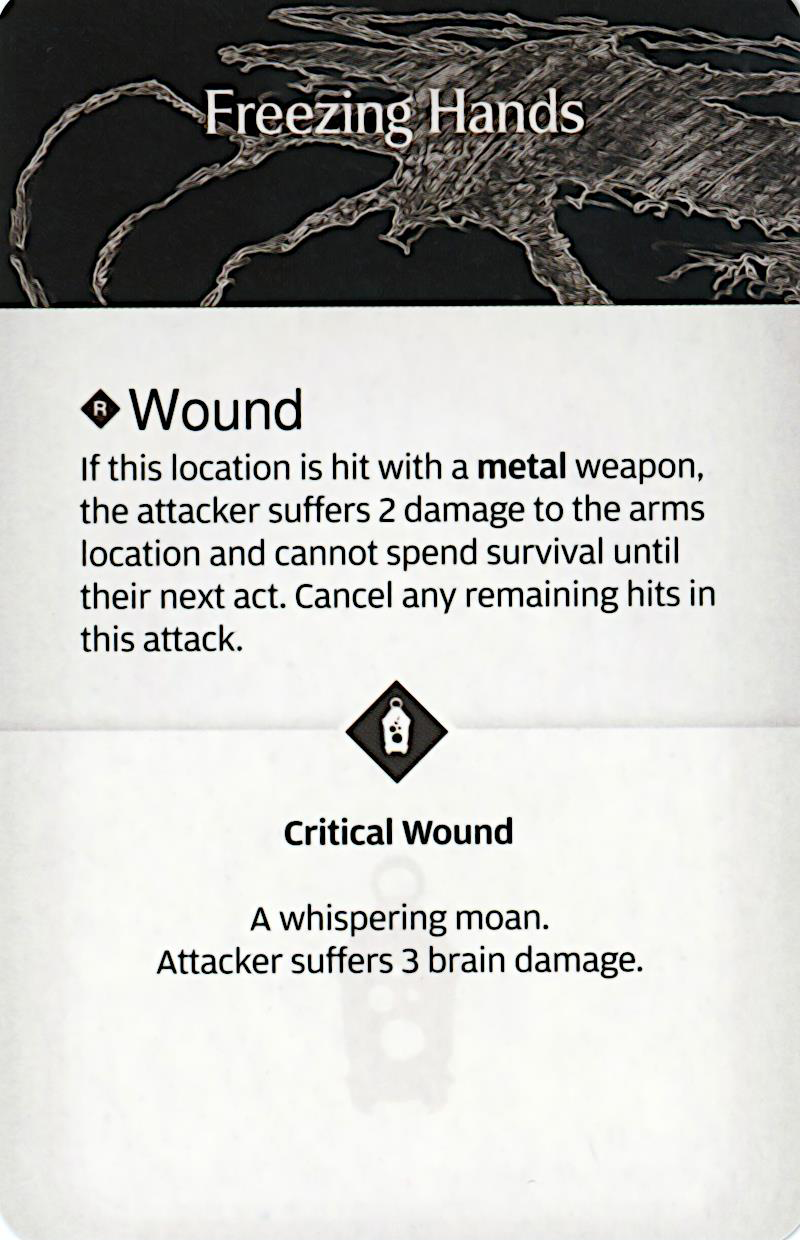 Freezing Hands
R Wound
If this location is hit with a metal weapon,
the attacker suffers 2 damage to the arms
location and cannot spend survival until
their next act. Cancel any remaining hits in
this attack.
Critical Wound
A whispering moan.
Attacker suffers 3 brain damage.